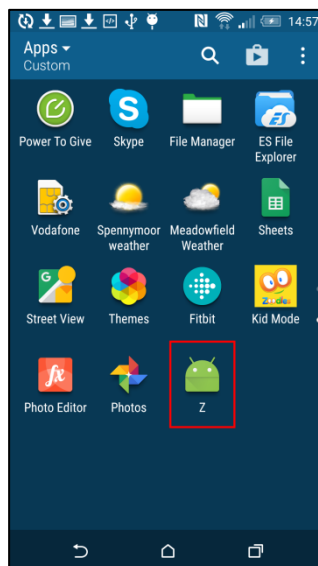 14:57
Apps
Custom
Power To Give
Skype
File Manager
ES File
Explorer
Vodafone
Spennymoor
weather
Meadowfield
Weather
Sheets
Street View
Themes
Fitbit
Kid Mode
Photo Editor
Photos
Z